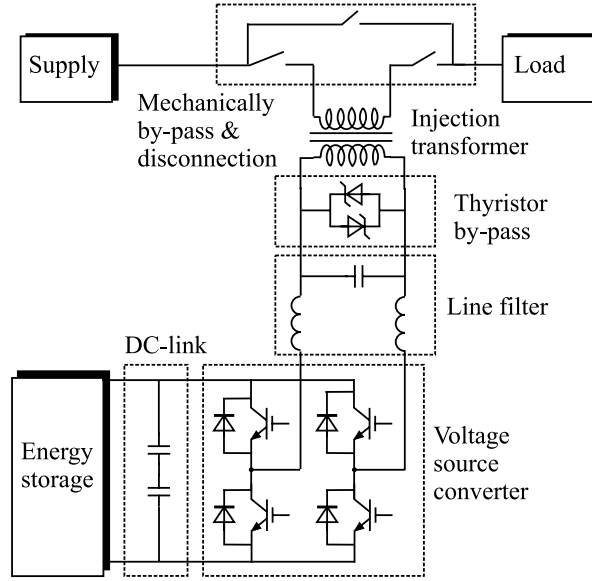 Supply
Load
Mechanically
by-pass &
disconnection
Injection
transformer
Thyristor
by-pass
Line filter
DC-link
Energy
storage
Voltage
source
converter